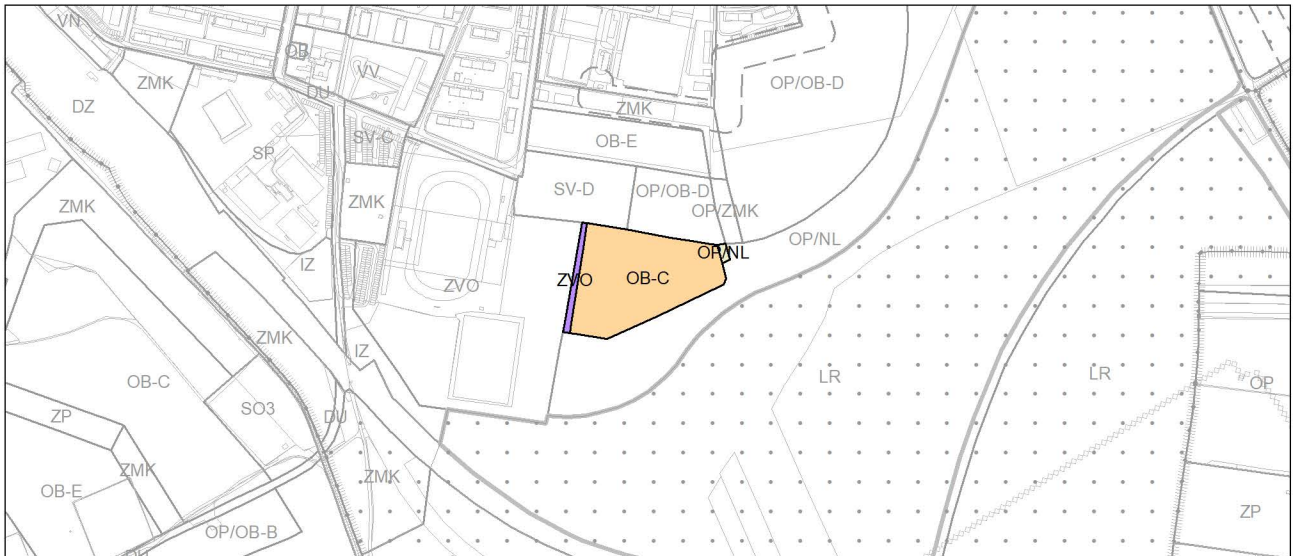 VN
OB
ZMK
VV
DU
DZ
OP/OB-D
ZMK
SV-C
OB-E
SP
SV-D
OP/OB-D
ZMK
ZMK
OP/ZMK
OP/NL
OP/NL
IZ
ZVO
ZVO
OB-C
ZMK
IZ
LR
LR
OB-C
OP
SO3
ZP
DU
ZMK
ZMK
OB-E
OP/OB-B
ZP
DU